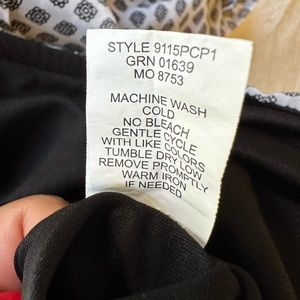 STYLE 9115PCP1
GRN 01639
MO 8753
MACHINE WASH
COLD
NO BLEACH
GENTLE CYCLE
WITH LIKE COLORS
TUMBLE DRY LOW
REMOVE PROMPTLY
WARM IRON
IF NEEDED